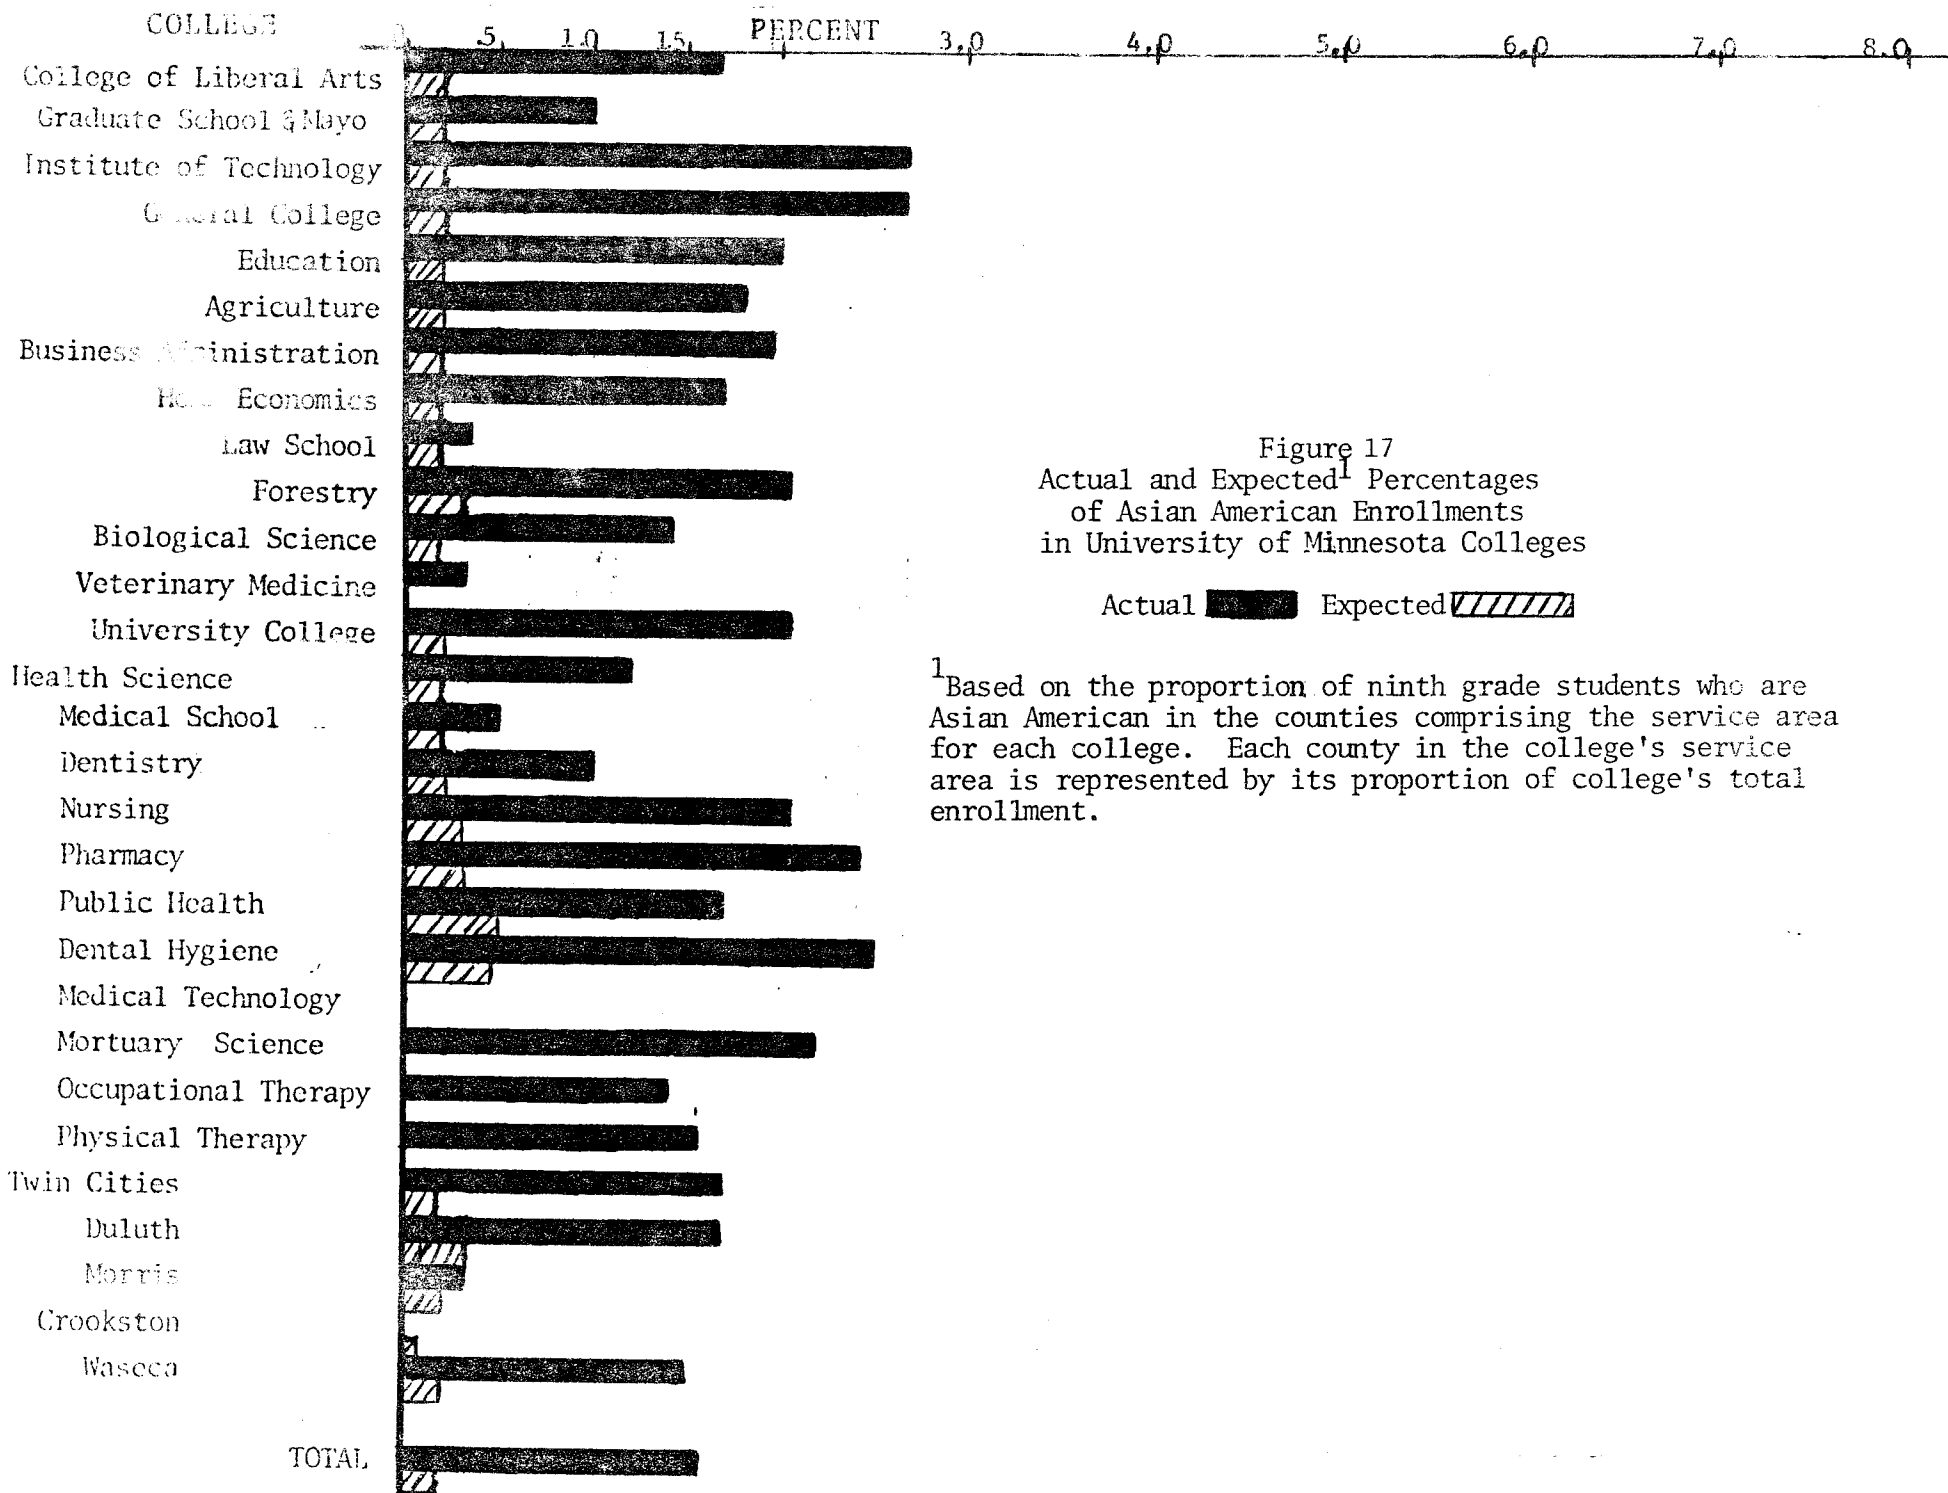 COLLEGE
PERCENT
0 .5 1.0 1.5 3.0 4.0 5.0 6.0 7.0 8.0
College of Liberal Arts
Graduate School & Mayo
Institute of Technology
General College
Education
Agriculture
Business Administration
Economics
Law School
Forestry
Biological Science
Veterinary Medicine
University College
Health Science
Medical School
Dentistry
Nursing
Pharmacy
Public Health
Dental Hygiene
Medical Technology
Mortuary Science
Occupational Therapy
Physical Therapy
Twin Cities
Duluth
Morris
Crookston
Waseca
TOTAL
Figure 17
Actual and Expected1 Percentages
of Asian American Enrollments
in University of Minnesota Colleges
Actual Expected
1Based on the proportion of ninth grade students who are
Asian American in the counties comprising the service area
for each college. Each county in the college's service
area is represented by its proportion of college's total
enrollment.